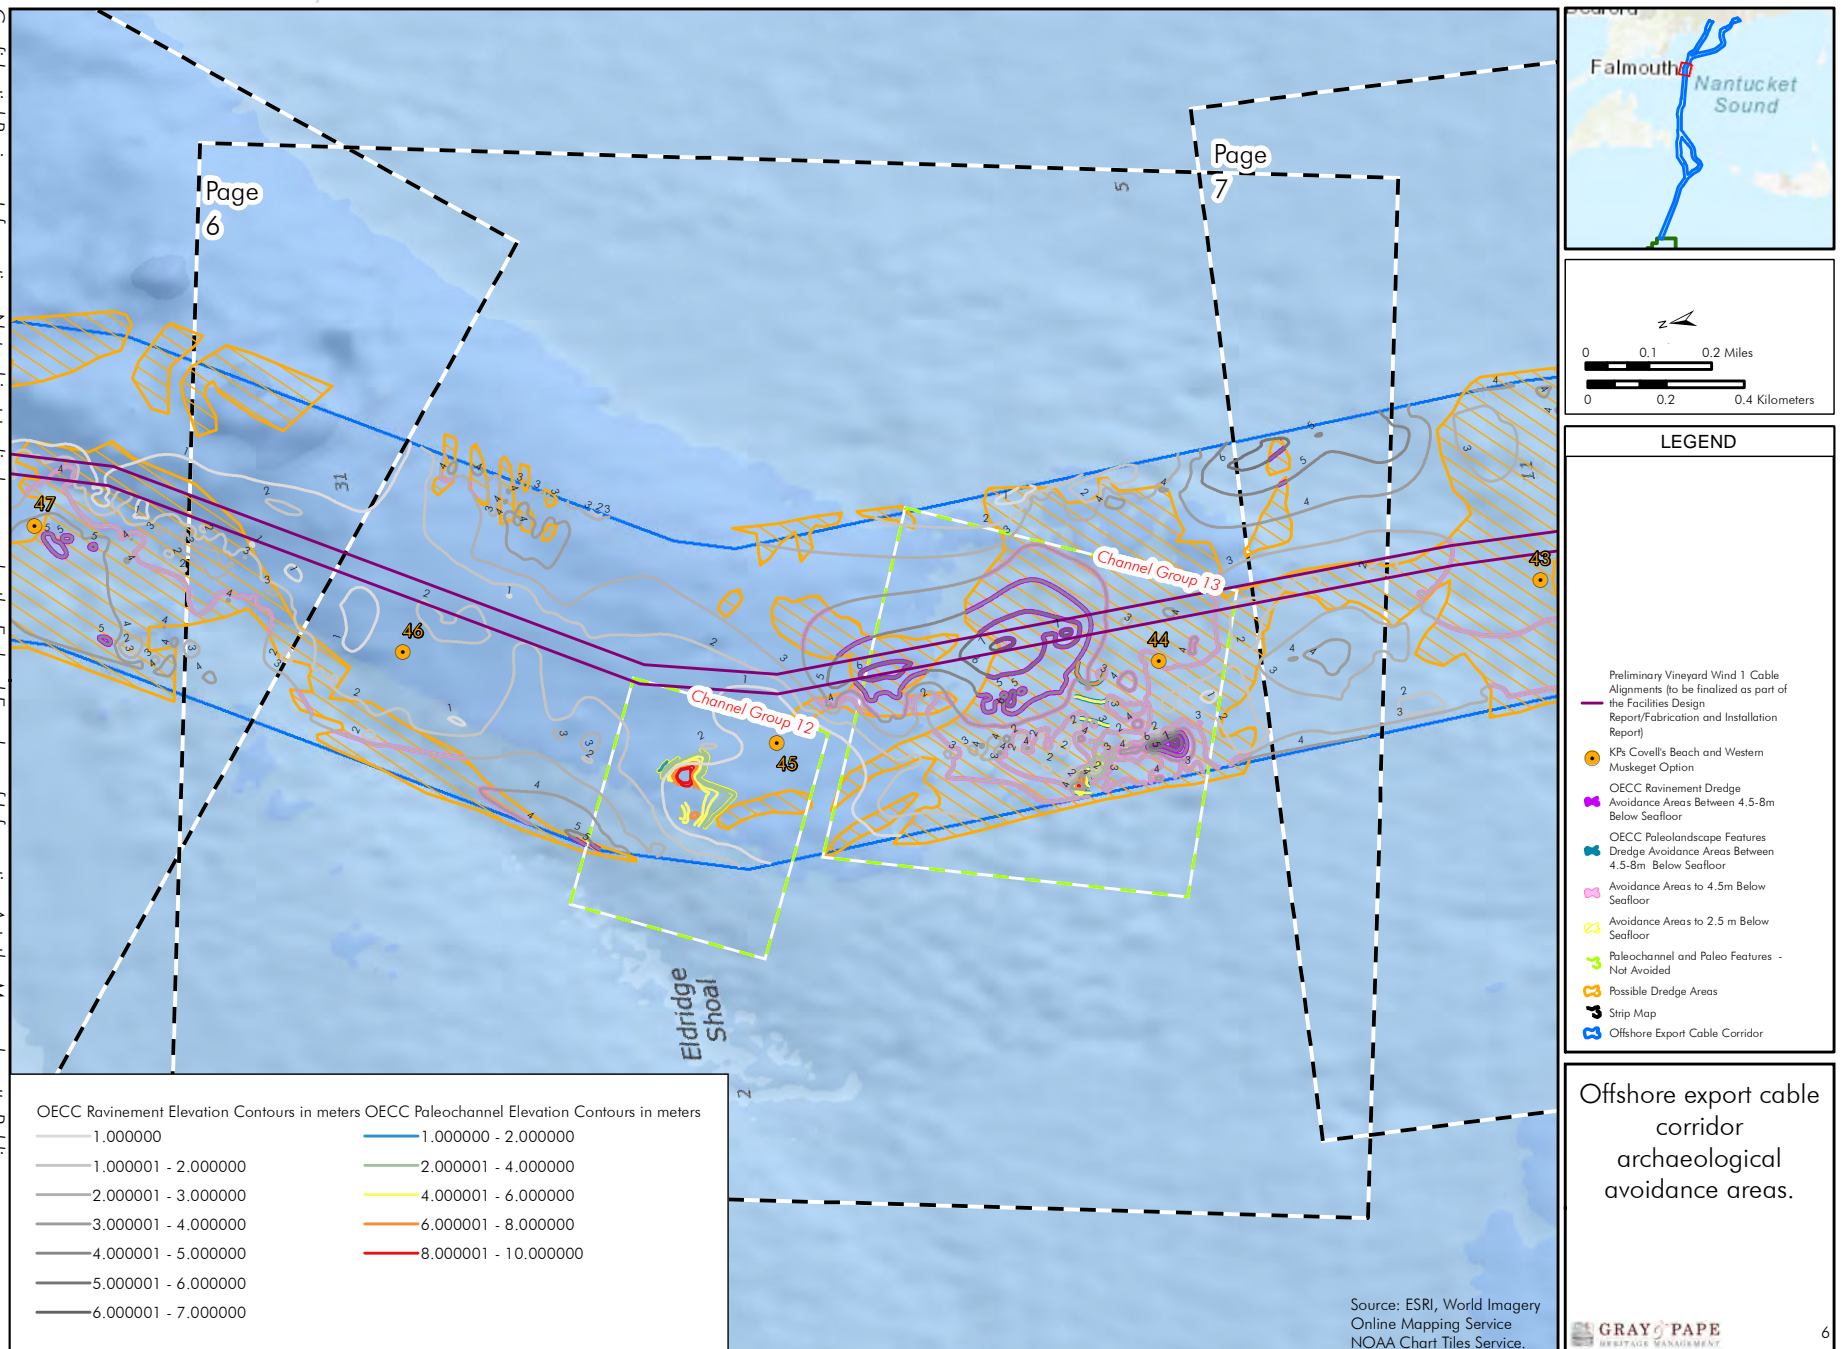 Page
6
Page
7
5
31
11
2
47
46
45
44
43
Channel Group 13
Channel Group 12
Eldridge
Shoal
OECC Ravinement Elevation Contours in meters
1.000000
1.000001 - 2.000000
2.000001 - 3.000000
3.000001 - 4.000000
4.000001 - 5.000000
5.000001 - 6.000000
6.000001 - 7.000000
OECC Paleochannel Elevation Contours in meters
1.000000 - 2.000000
2.000001 - 4.000000
4.000001 - 6.000000
6.000001 - 8.000000
8.000001 - 10.000000
Source: ESRI, World Imagery
Online Mapping Service
NOAA Chart Tiles Service.
Falmouth
Nantucket
Sound
N
0 0.1 0.2 Miles
0 0.2 0.4 Kilometers
LEGEND
Preliminary Vineyard Wind 1 Cable
Alignments (to be finalized as part of
the Facilities Design
Report/Fabrication and Installation
Report)
KPs Covell's Beach and Western
Muskeget Option
OECC Ravinement Dredge
Avoidance Areas Between 4.5-8m
Below Seafloor
OECC Paleolandscape Features
Dredge Avoidance Areas Between
4.5-8m Below Seafloor
Avoidance Areas to 4.5m Below
Seafloor
Avoidance Areas to 2.5 m Below
Seafloor
Paleochannel and Paleo Features -
Not Avoided
Possible Dredge Areas
Strip Map
Offshore Export Cable Corridor
Offshore export cable
corridor
archaeological
avoidance areas.
GRAY & PAPE
HERITAGE MANAGEMENT
6